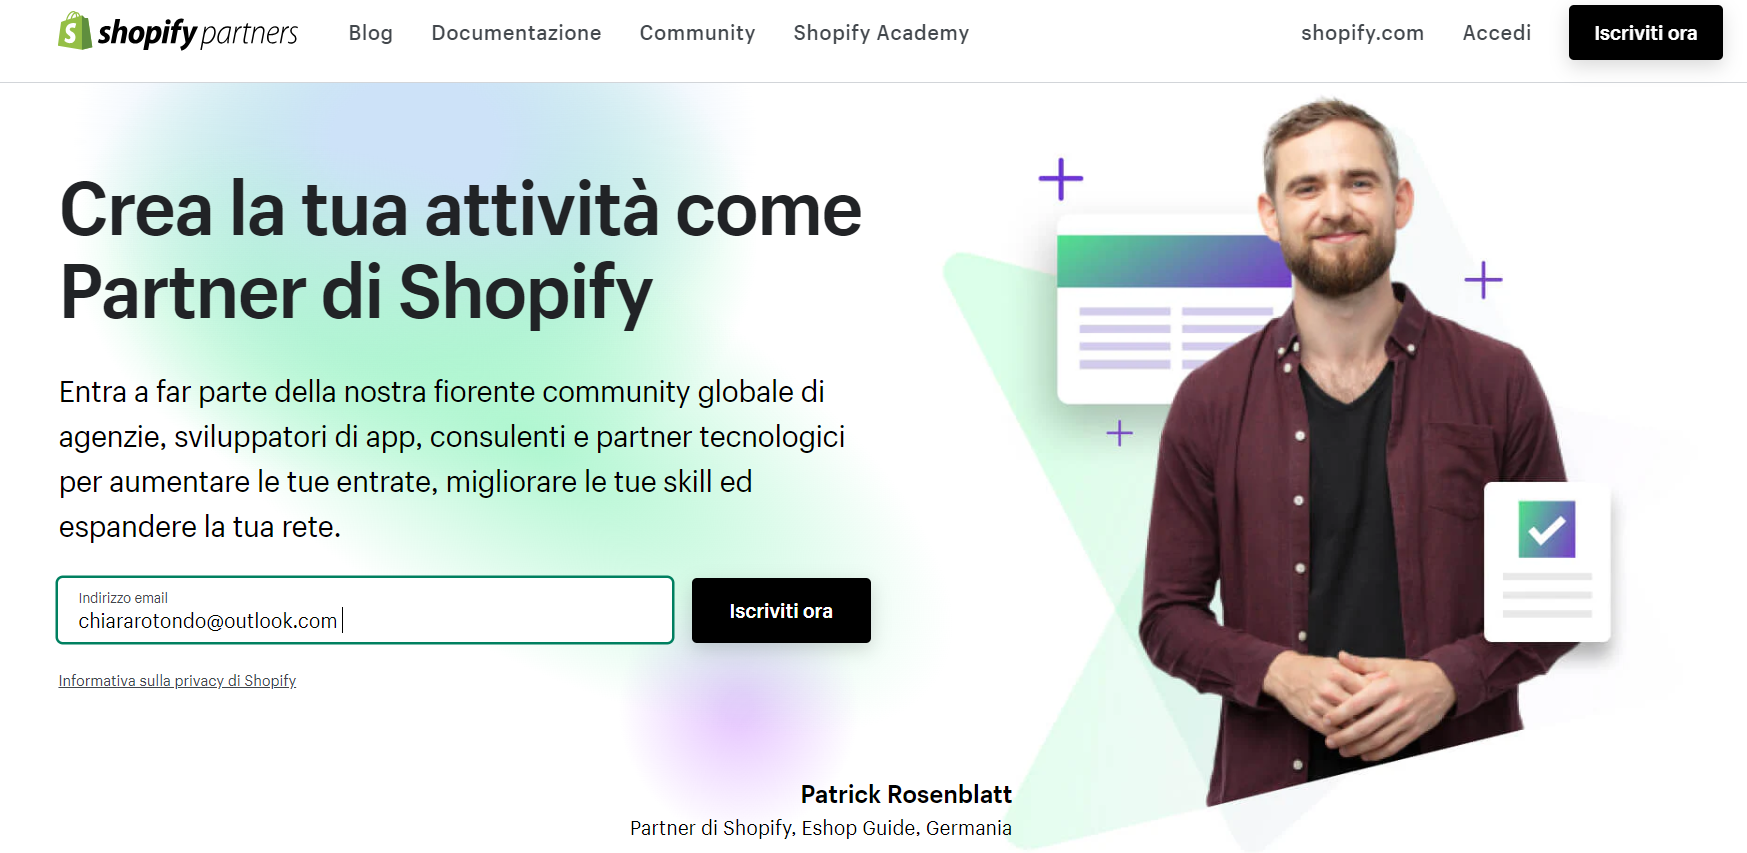 shopify partners
Blog
Documentazione
Community
Shopify Academy
shopify.com
Accedi
Iscriviti ora
Crea la tua attività come
Partner di Shopify
Entra a far parte della nostra fiorente community globale di
agenzie, sviluppatori di app, consulenti e partner tecnologici
per aumentare le tue entrate, migliorare le tue skill ed
espandere la tua rete.
Indirizzo email
chiararotondo@outlook.com
Iscriviti ora
Informativa sulla privacy di Shopify
Patrick Rosenblatt
Partner di Shopify, Eshop Guide, Germania